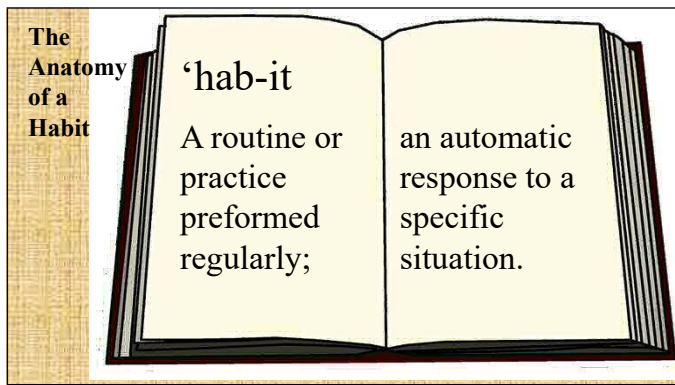 The
Anatomy
of a
Habit
‘hab-it
A routine or
practice
preformed
regularly;
an automatic
response to a
specific
situation.